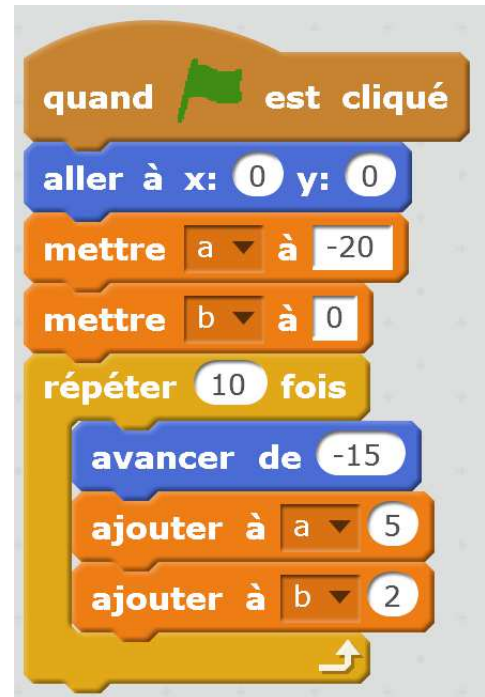 quand est cliqué
aller à x: 0 y: 0
mettre a à -20
mettre b à 0
répéter 10 fois
avancer de -15
ajouter à a 5
ajouter à b 2